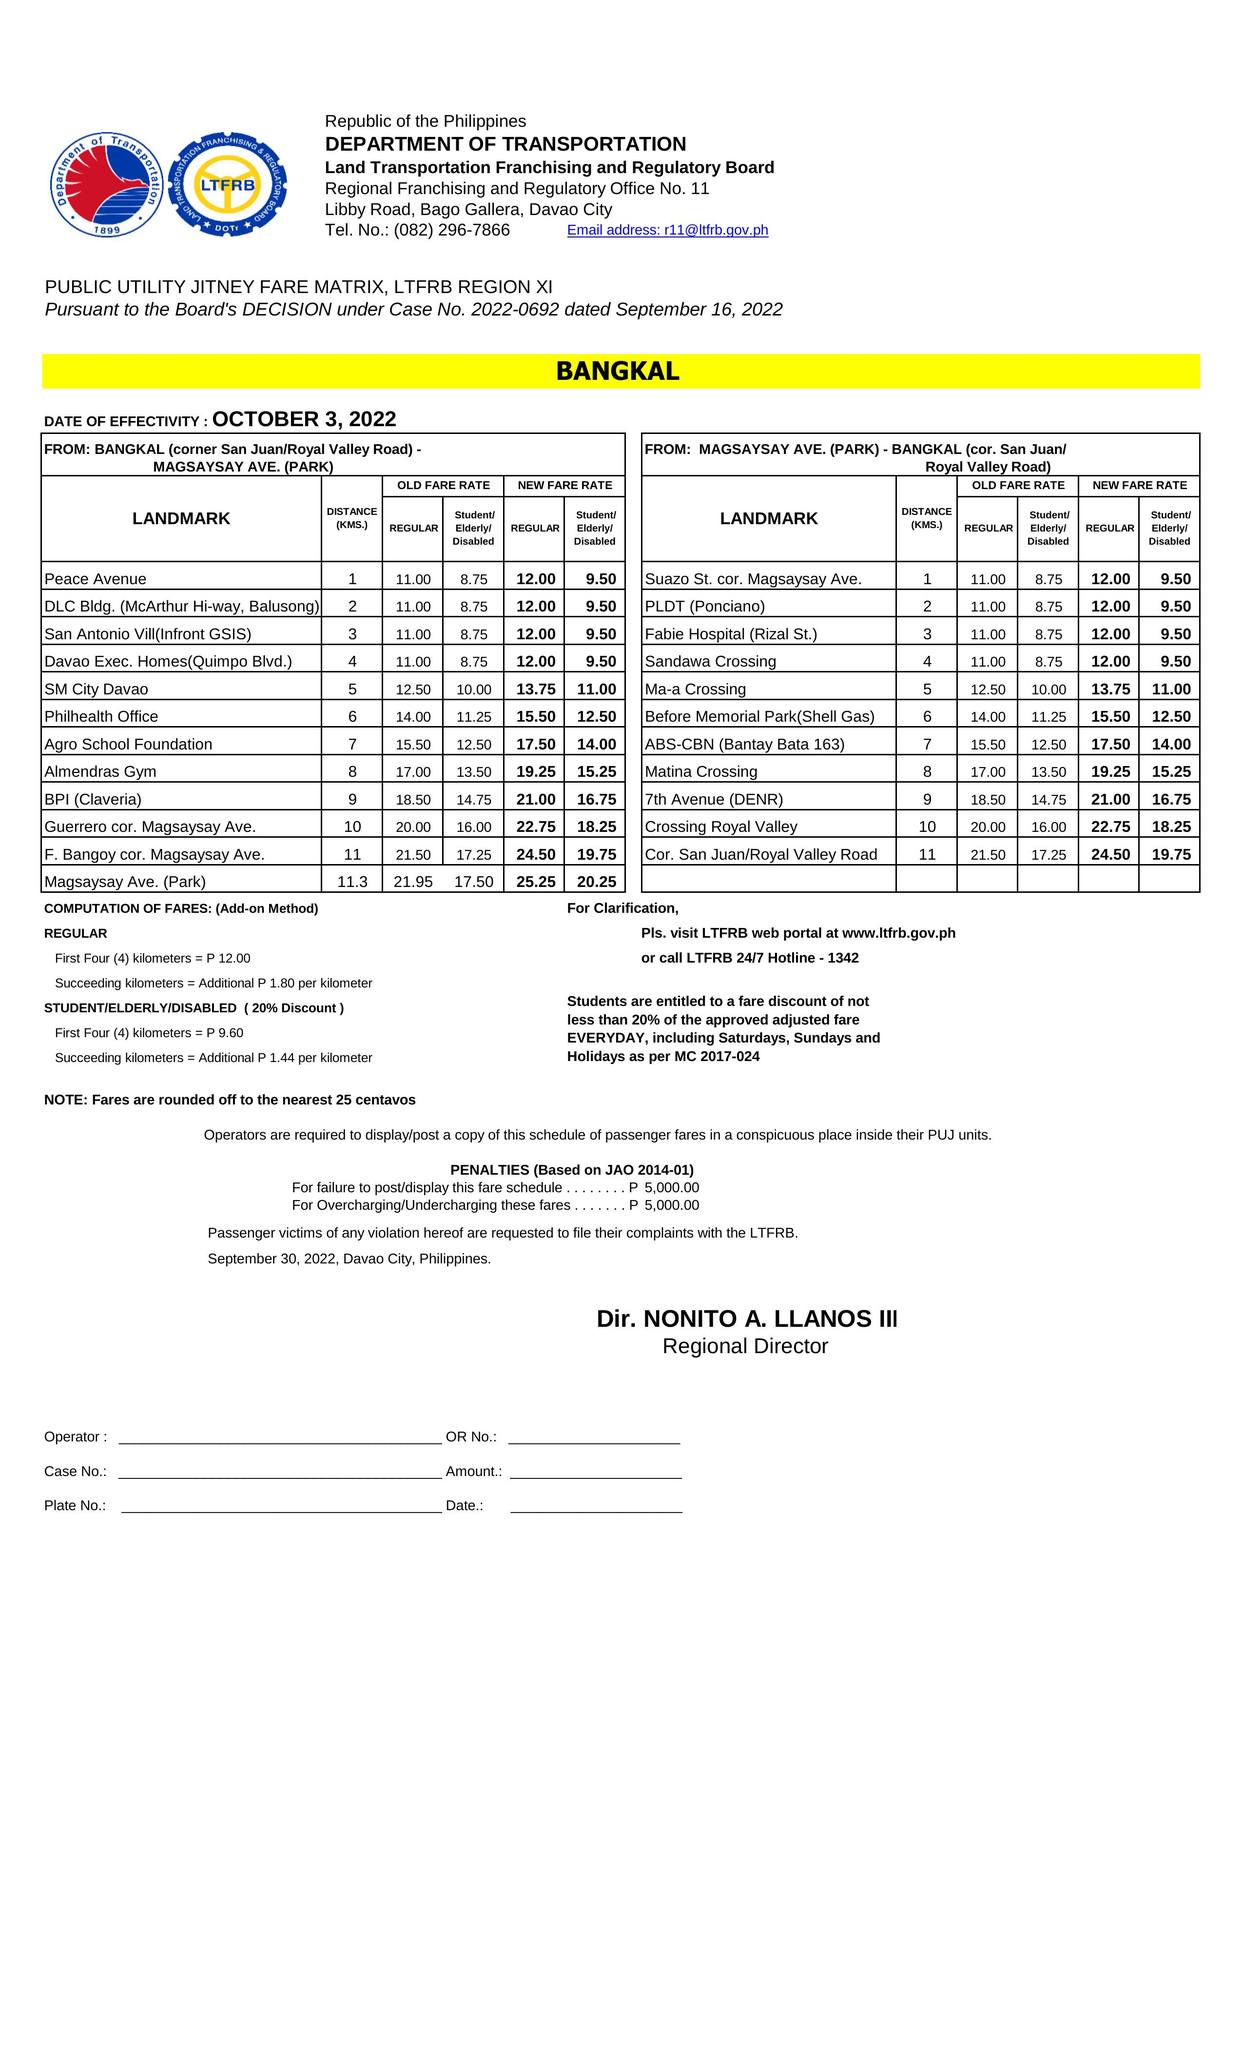 Republic of the Philippines
DEPARTMENT OF TRANSPORTATION
Land Transportation Franchising and Regulatory Board
Regional Franchising and Regulatory Office No. 11
Libby Road, Bago Gallera, Davao City
Tel. No.: (082) 296-7866 Email address: r11@ltfrb.gov.ph
Department of Transportation
1899
LAND TRANSPORTATION FRANCHISING & REGULATORY BOARD
LTFRB
DOTr
PUBLIC UTILITY JITNEY FARE MATRIX, LTFRB REGION XI
Pursuant to the Board's DECISION under Case No. 2022-0692 dated September 16, 2022
BANGKAL
DATE OF EFFECTIVITY : OCTOBER 3, 2022
FROM: BANGKAL (corner San Juan/Royal Valley Road) -
MAGSAYSAY AVE. (PARK)
OLD FARE RATE NEW FARE RATE
LANDMARK DISTANCE (KMS.) REGULAR Student/ Elderly/ Disabled REGULAR Student/ Elderly/ Disabled
Peace Avenue 1 11.00 8.75 12.00 9.50
DLC Bldg. (McArthur Hi-way, Balusong) 2 11.00 8.75 12.00 9.50
San Antonio Vill(Infront GSIS) 3 11.00 8.75 12.00 9.50
Davao Exec. Homes(Quimpo Blvd.) 4 11.00 8.75 12.00 9.50
SM City Davao 5 12.50 10.00 13.75 11.00
Philhealth Office 6 14.00 11.25 15.50 12.50
Agro School Foundation 7 15.50 12.50 17.50 14.00
Almendras Gym 8 17.00 13.50 19.25 15.25
BPI (Claveria) 9 18.50 14.75 21.00 16.75
Guerrero cor. Magsaysay Ave. 10 20.00 16.00 22.75 18.25
F. Bangoy cor. Magsaysay Ave. 11 21.50 17.25 24.50 19.75
Magsaysay Ave. (Park) 11.3 21.95 17.50 25.25 20.25
FROM: MAGSAYSAY AVE. (PARK) - BANGKAL (cor. San Juan/
Royal Valley Road)
OLD FARE RATE NEW FARE RATE
LANDMARK DISTANCE (KMS.) REGULAR Student/ Elderly/ Disabled REGULAR Student/ Elderly/ Disabled
Suazo St. cor. Magsaysay Ave. 1 11.00 8.75 12.00 9.50
PLDT (Ponciano) 2 11.00 8.75 12.00 9.50
Fabie Hospital (Rizal St.) 3 11.00 8.75 12.00 9.50
Sandawa Crossing 4 11.00 8.75 12.00 9.50
Ma-a Crossing 5 12.50 10.00 13.75 11.00
Before Memorial Park(Shell Gas) 6 14.00 11.25 15.50 12.50
ABS-CBN (Bantay Bata 163) 7 15.50 12.50 17.50 14.00
Matina Crossing 8 17.00 13.50 19.25 15.25
7th Avenue (DENR) 9 18.50 14.75 21.00 16.75
Crossing Royal Valley 10 20.00 16.00 22.75 18.25
Cor. San Juan/Royal Valley Road 11 21.50 17.25 24.50 19.75
COMPUTATION OF FARES: (Add-on Method)
REGULAR
First Four (4) kilometers = P 12.00
Succeeding kilometers = Additional P 1.80 per kilometer
STUDENT/ELDERLY/DISABLED ( 20% Discount )
First Four (4) kilometers = P 9.60
Succeeding kilometers = Additional P 1.44 per kilometer
For Clarification,
Pls. visit LTFRB web portal at www.ltfrb.gov.ph
or call LTFRB 24/7 Hotline - 1342
Students are entitled to a fare discount of not
less than 20% of the approved adjusted fare
EVERYDAY, including Saturdays, Sundays and
Holidays as per MC 2017-024
NOTE: Fares are rounded off to the nearest 25 centavos
Operators are required to display/post a copy of this schedule of passenger fares in a conspicuous place inside their PUJ units.
PENALTIES (Based on JAO 2014-01)
For failure to post/display this fare schedule . . . . . . . . P 5,000.00
For Overcharging/Undercharging these fares . . . . . . . P 5,000.00
Passenger victims of any violation hereof are requested to file their complaints with the LTFRB.
September 30, 2022, Davao City, Philippines.
Dir. NONITO A. LLANOS III
Regional Director
Operator : OR No.:
Case No.: Amount.:
Plate No.: Date.: